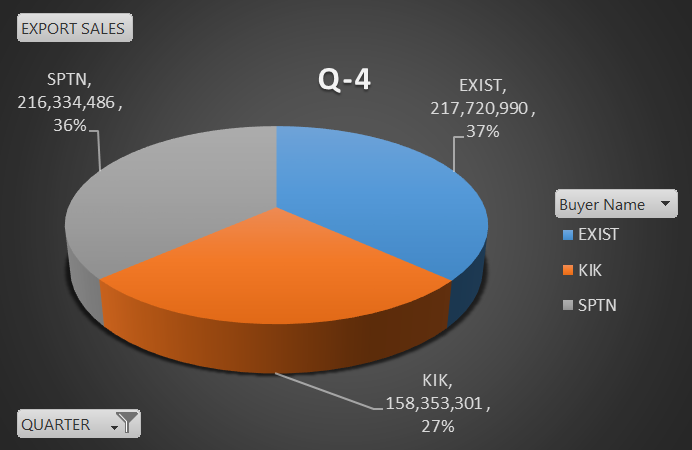 EXPORT SALES
Q-4
SPTN,
216,334,486 ,
36%
EXIST,
217,720,990 ,
37%
Buyer Name
EXIST
KIK
SPTN
KIK,
158,353,301 ,
27%
QUARTER